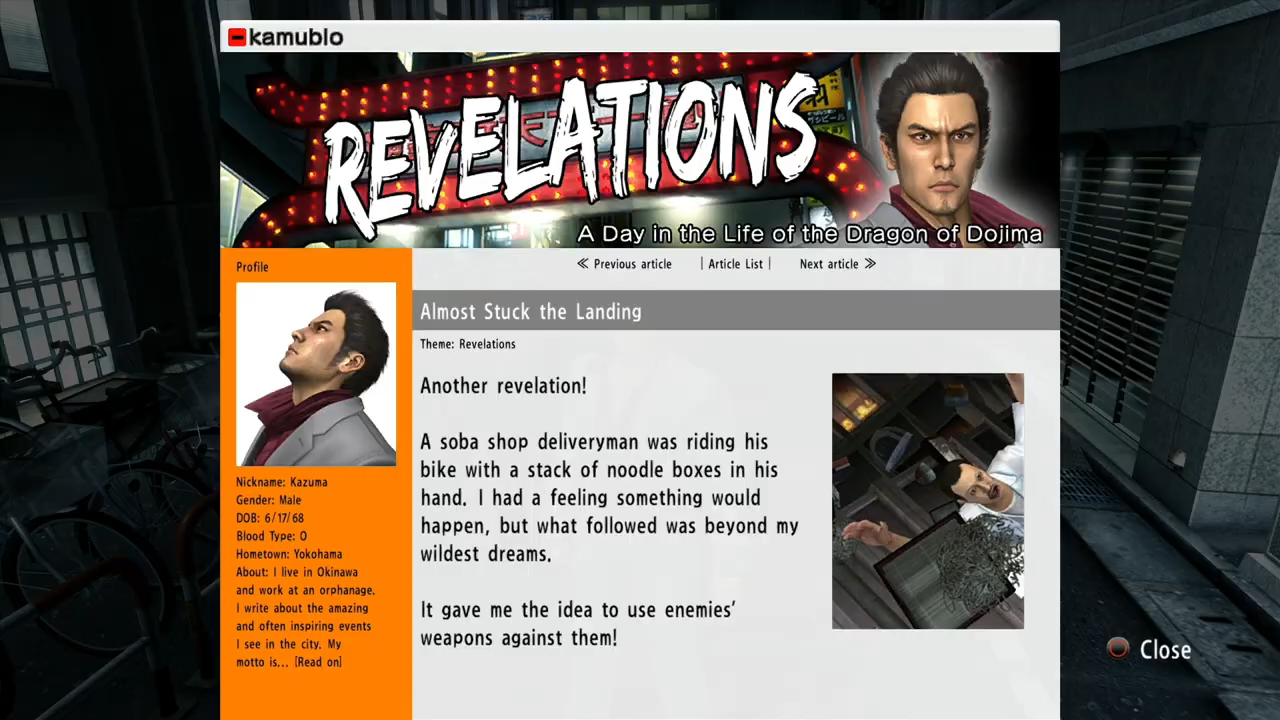 kamublo
REVELATIONS
A Day in the Life of the Dragon of Dojima
Profile
≪ Previous article | Article List | Next article ≫
Almost Stuck the Landing
Theme: Revelations
Another revelation!
A soba shop deliveryman was riding his
bike with a stack of noodle boxes in his
hand. I had a feeling something would
happen, but what followed was beyond my
wildest dreams.
It gave me the idea to use enemies'
weapons against them!
Nickname: Kazuma
Gender: Male
DOB: 6/17/68
Blood Type: O
Hometown: Yokohama
About: I live in Okinawa
and work at an orphanage.
I write about the amazing
and often inspiring events
I see in the city. My
motto is... [Read on]
Close